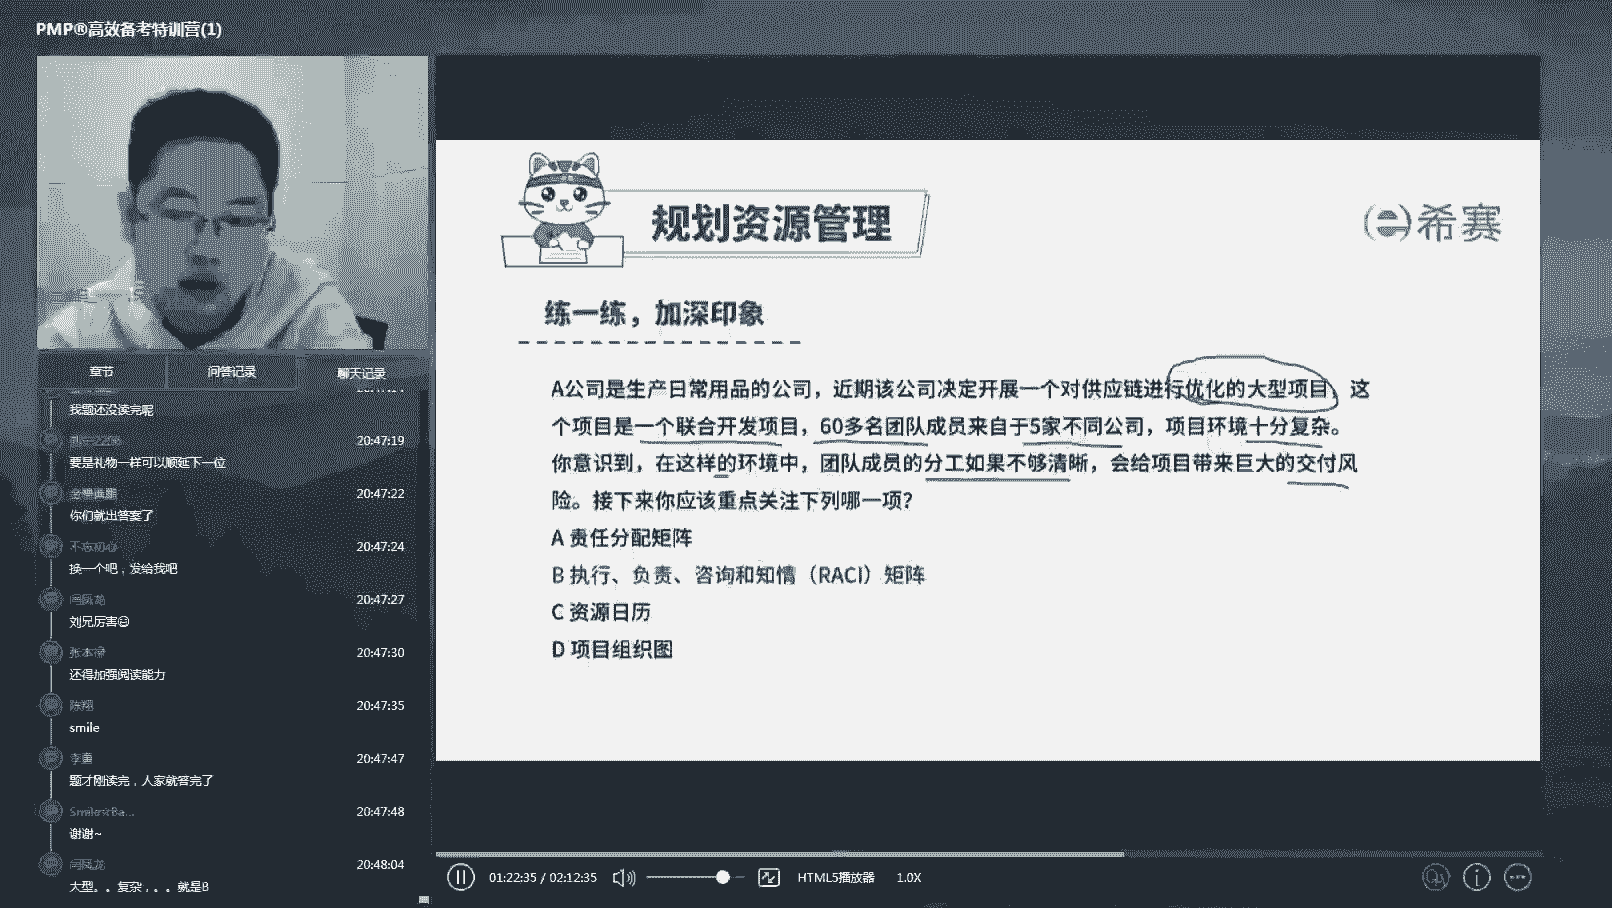 PMP®高效备考特训营(1)
规划资源管理
希赛
练一练，加深印象
A公司是生产日常用品的公司，近期该公司决定开展一个对供应链进行优化的大型项目，这
个项目是一个联合开发项目，60多名团队成员来自于5家不同公司，项目环境十分复杂。
你意识到，在这样的环境中，团队成员的分工如果不够清晰，会给项目带来巨大的交付风
险。接下来你应该重点关注下列哪一项？
A 责任分配矩阵
B 执行、负责、咨询和知情（RACI）矩阵
C 资源日历
D 项目组织图
章节
问答记录
聊天记录
我题还没读完呢
20:47:19
要是礼物一样可以顺延下一位
20:47:22
你们就出答案了
不忘初心
20:47:24
换一个吧，发给我吧
20:47:27
刘兄厉害😄
20:47:30
还得加强阅读能力
陈翔
20:47:35
smile
20:47:47
题才刚读完，人家就答完了
20:47:48
谢谢~
20:48:04
大型。。复杂，。。就是B
01:22:35 / 02:12:35
HTML5播放器
1.0X